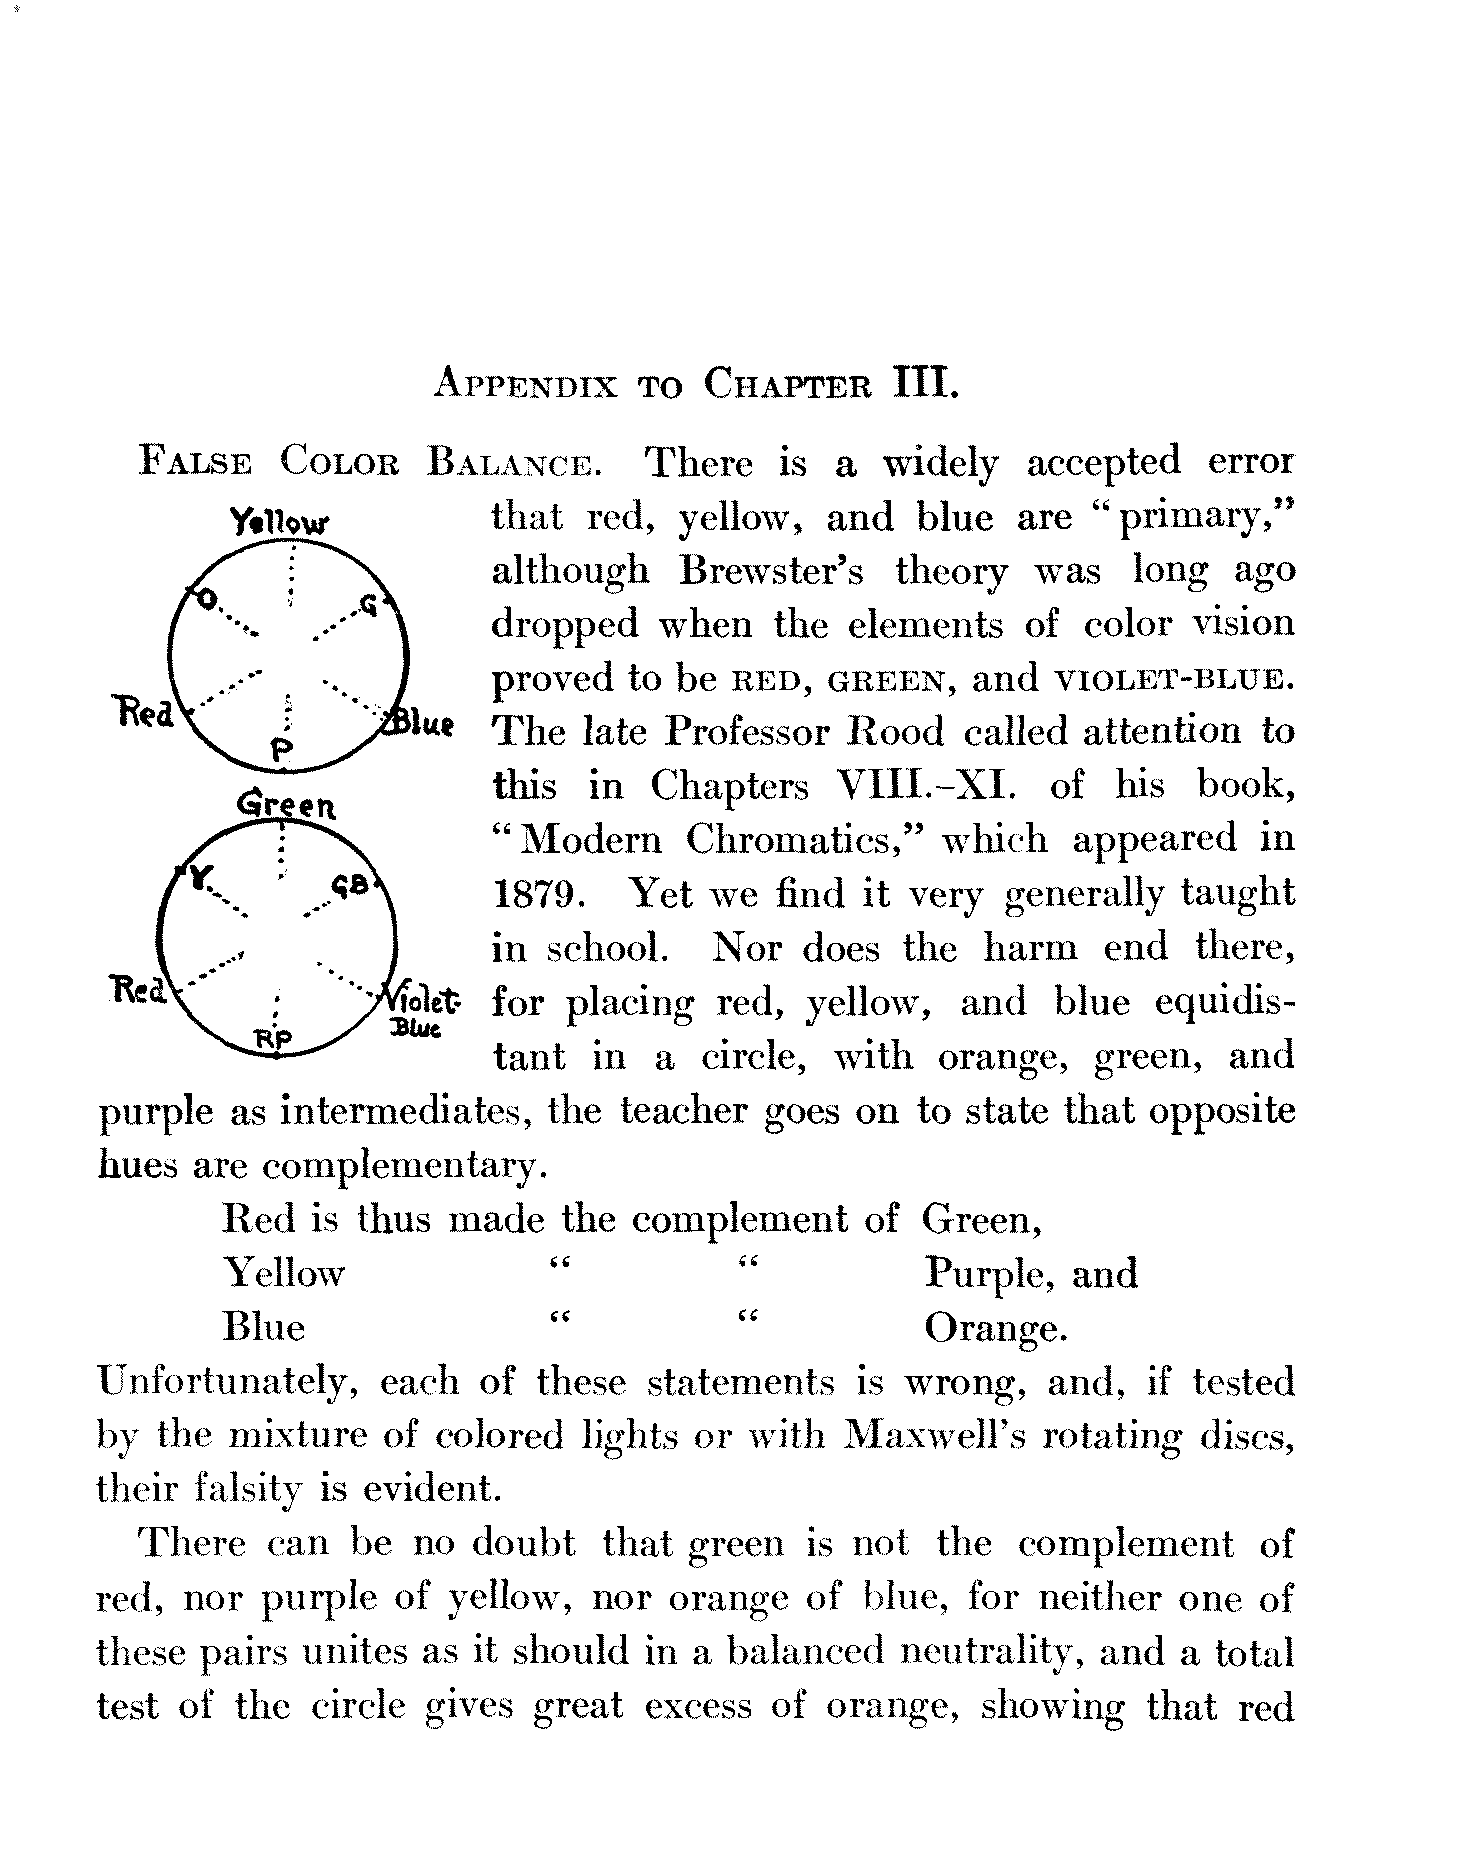 APPENDIX TO CHAPTER III.
FALSE COLOR BALANCE. There is a widely accepted error
that red, yellow, and blue are “primary,”
although Brewster’s theory was long ago
dropped when the elements of color vision
proved to be RED, GREEN, and VIOLET-BLUE.
The late Professor Rood called attention to
this in Chapters VIII.–XI. of his book,
“Modern Chromatics,” which appeared in
1879. Yet we find it very generally taught
in school. Nor does the harm end there,
for placing red, yellow, and blue equidis-
tant in a circle, with orange, green, and
purple as intermediates, the teacher goes on to state that opposite
hues are complementary.
Yellow
O
G
Red
Blue
P
Green
Y.
GB
Red
Violet-
Blue
RP
Red is thus made the complement of Green,
Yellow “ “ Purple, and
Blue “ “ Orange.
Unfortunately, each of these statements is wrong, and, if tested
by the mixture of colored lights or with Maxwell’s rotating discs,
their falsity is evident.
There can be no doubt that green is not the complement of
red, nor purple of yellow, nor orange of blue, for neither one of
these pairs unites as it should in a balanced neutrality, and a total
test of the circle gives great excess of orange, showing that red